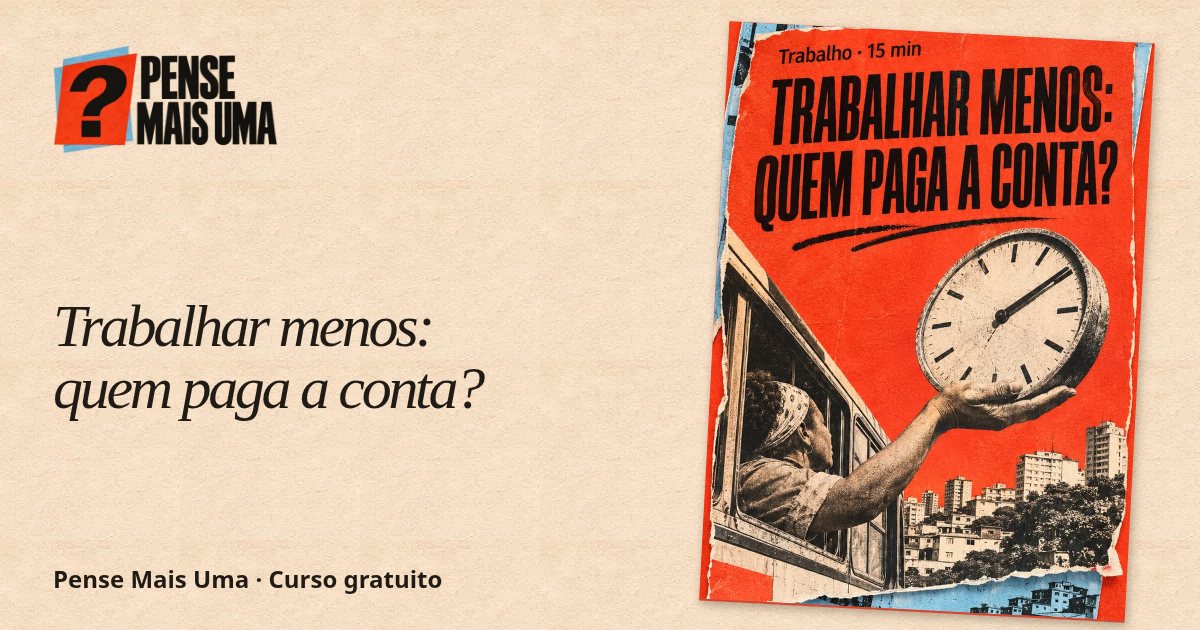 ?
PENSE
MAIS UMA
Trabalhar menos:
quem paga a conta?
Pense Mais Uma · Curso gratuito
Trabalho · 15 min
TRABALHAR MENOS:
QUEM PAGA A CONTA?